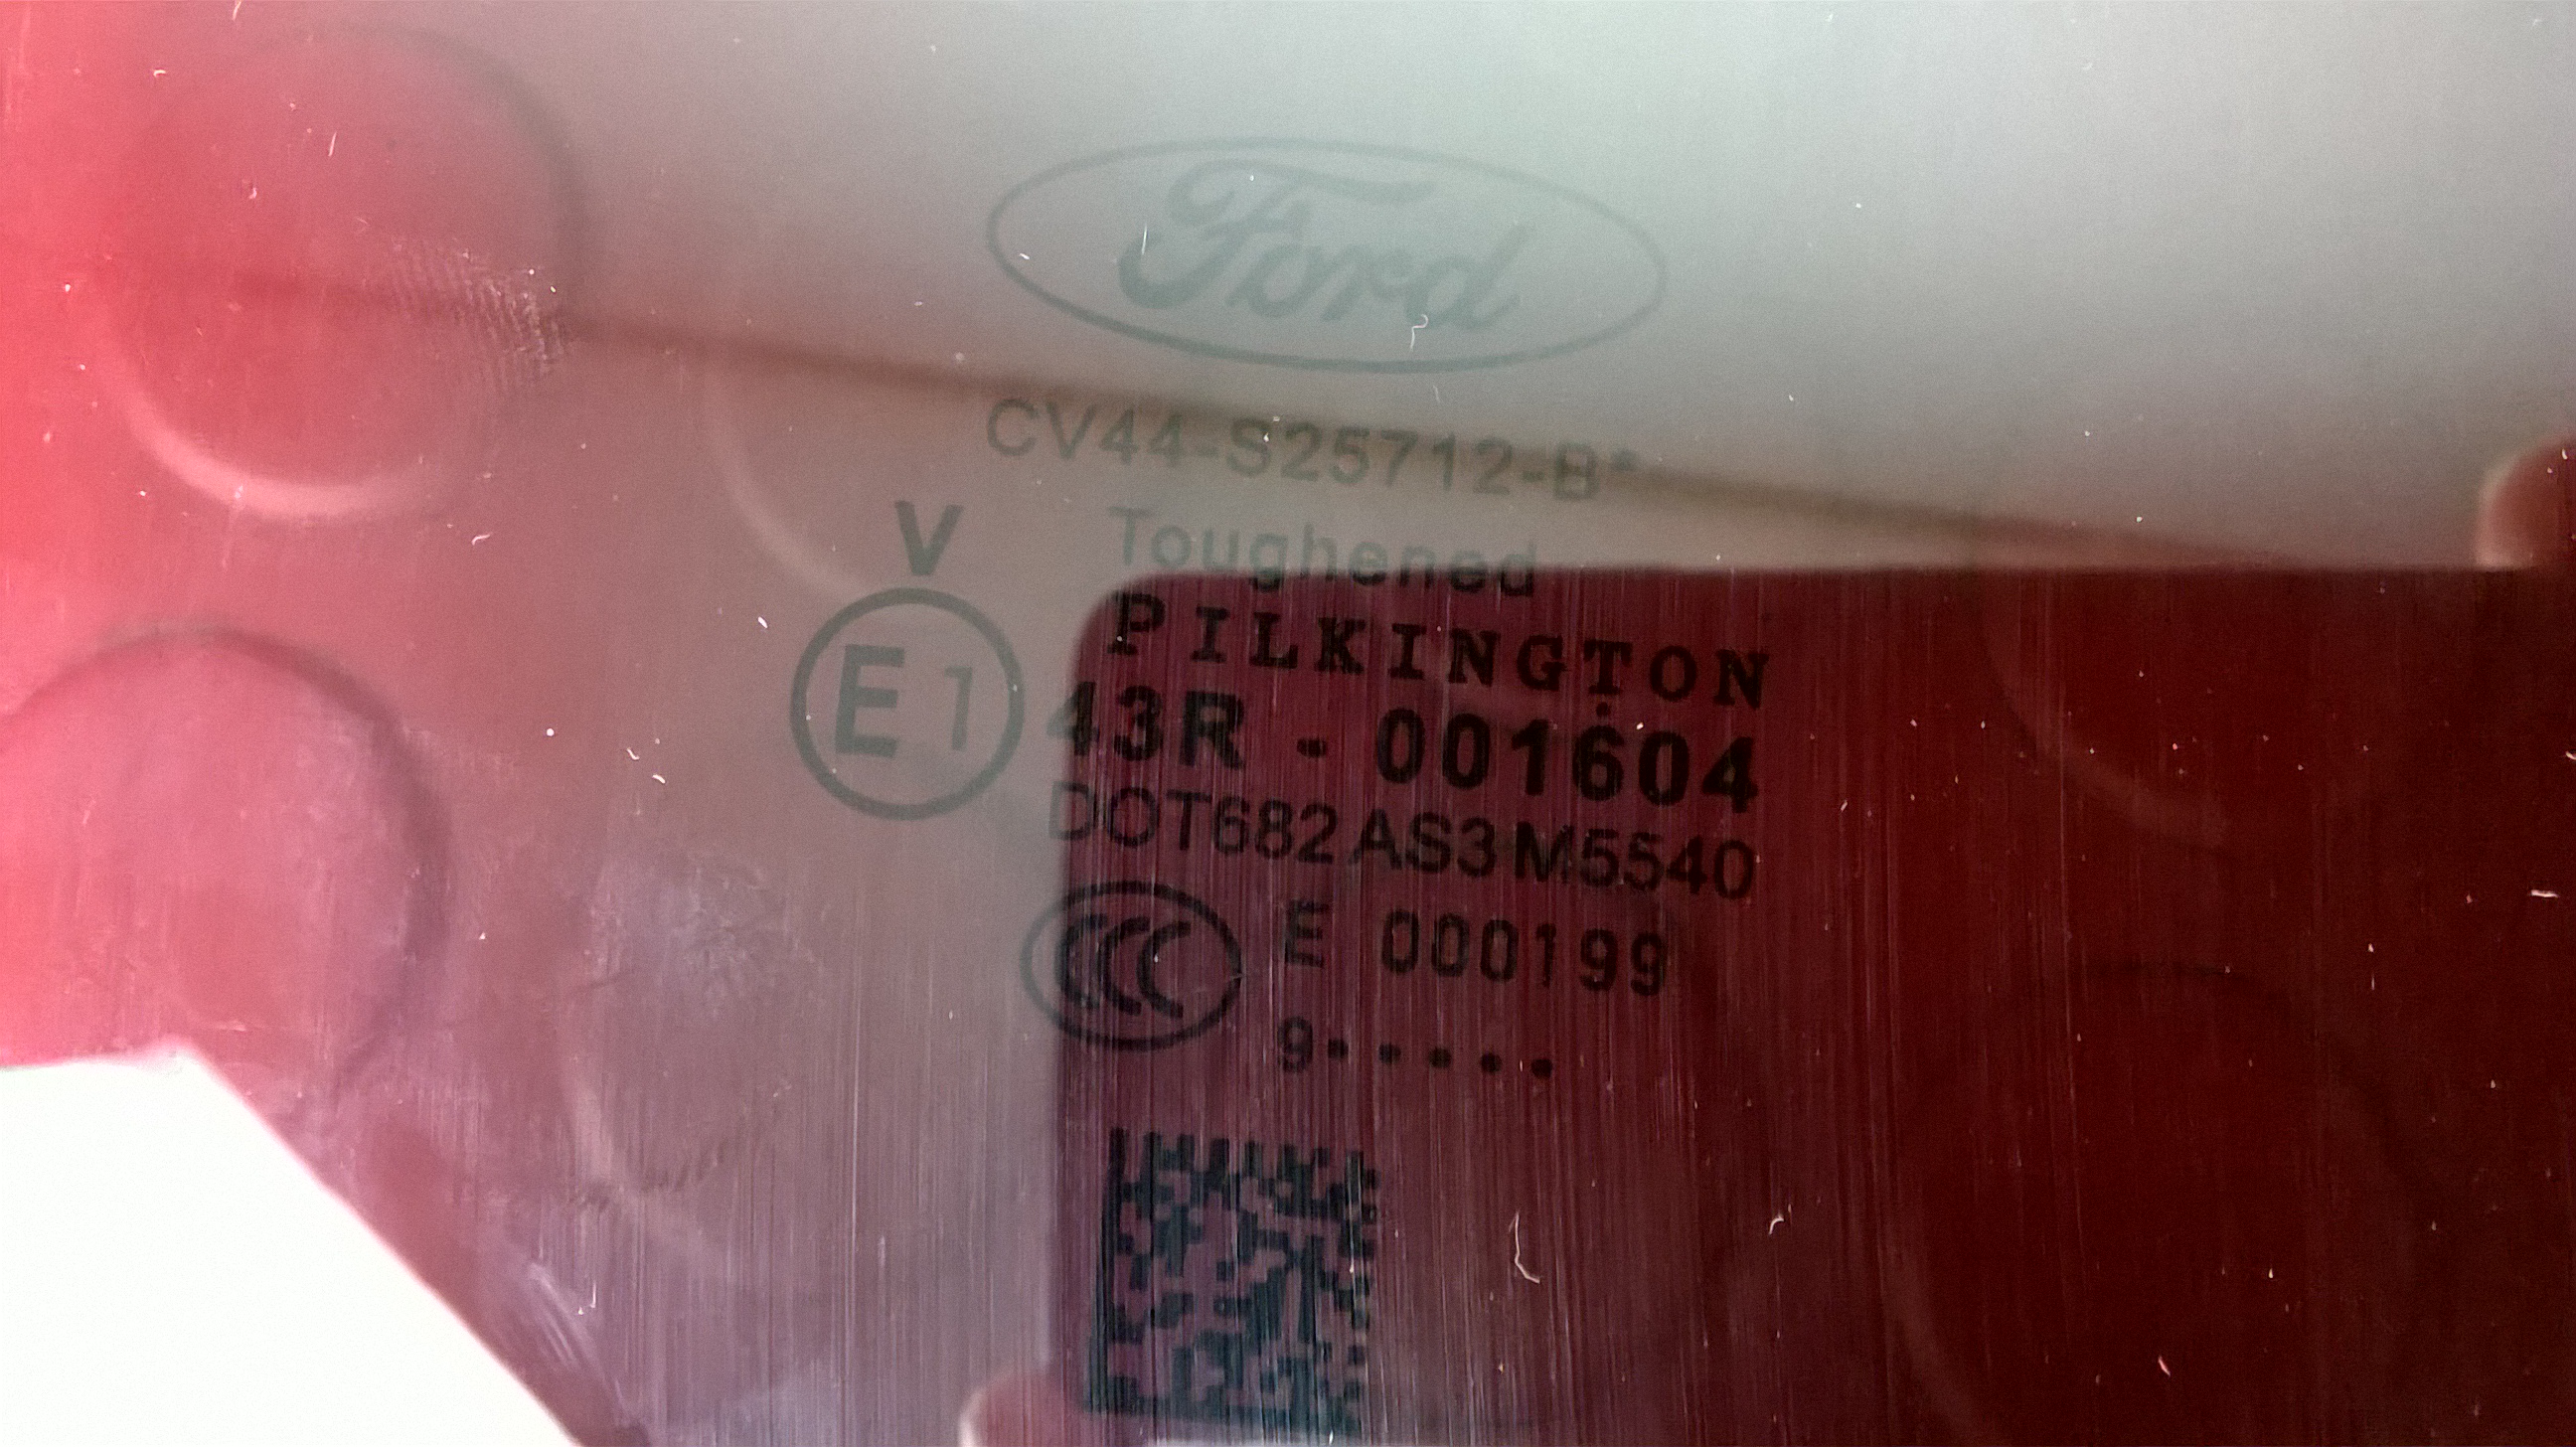 Ford
CV44-S25712-B*
V
Toughened
PILKINGTON
E1
43R - 001604
DOT682 AS3 M5540
CCC E 000199
9·····